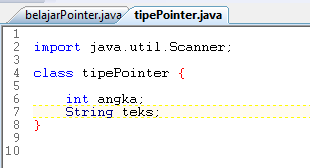 belajarPointer.java tipePointer.java
1
2 import java.util.Scanner;
3
4 class tipePointer {
5
6 int angka;
7 String teks;
8 }
9
10